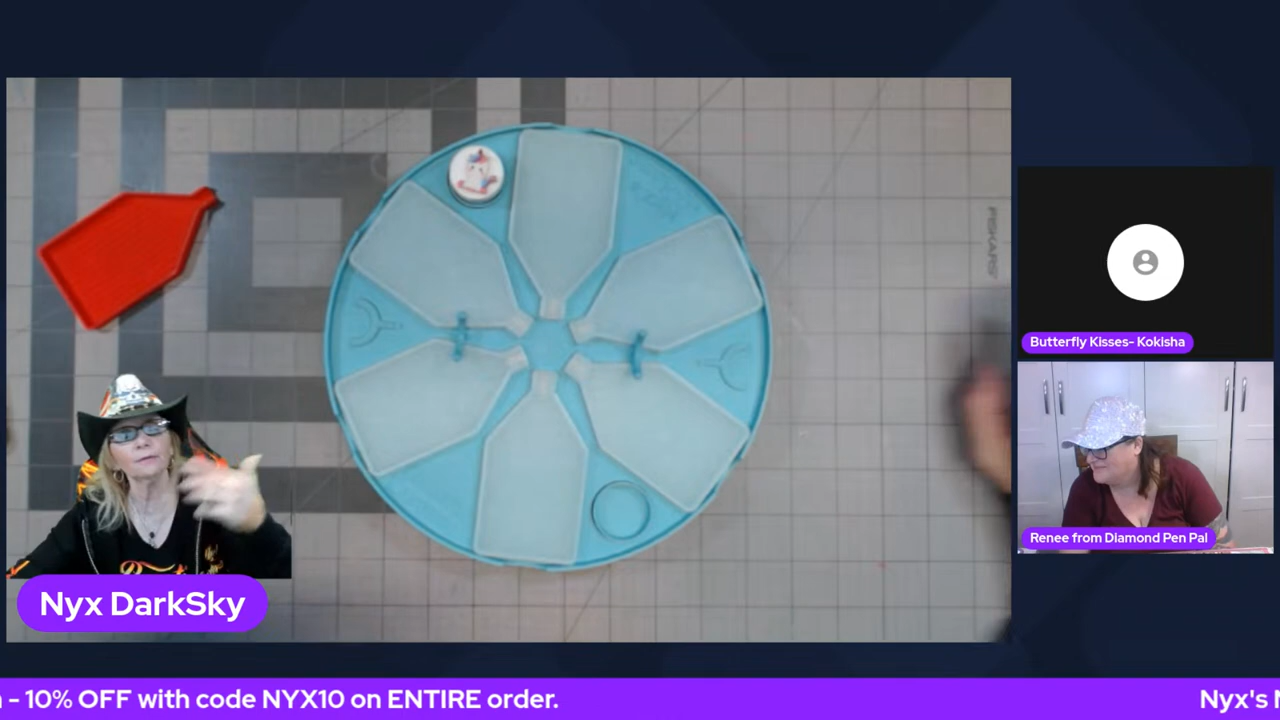 FISKARS
Butterfly Kisses- Kokisha
Renee from Diamond Pen Pal
Nyx DarkSky
- 10% OFF with code NYX10 on ENTIRE order.
Nyx's